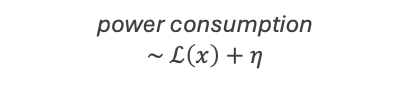 power consumption
~ ℒ(x) + η